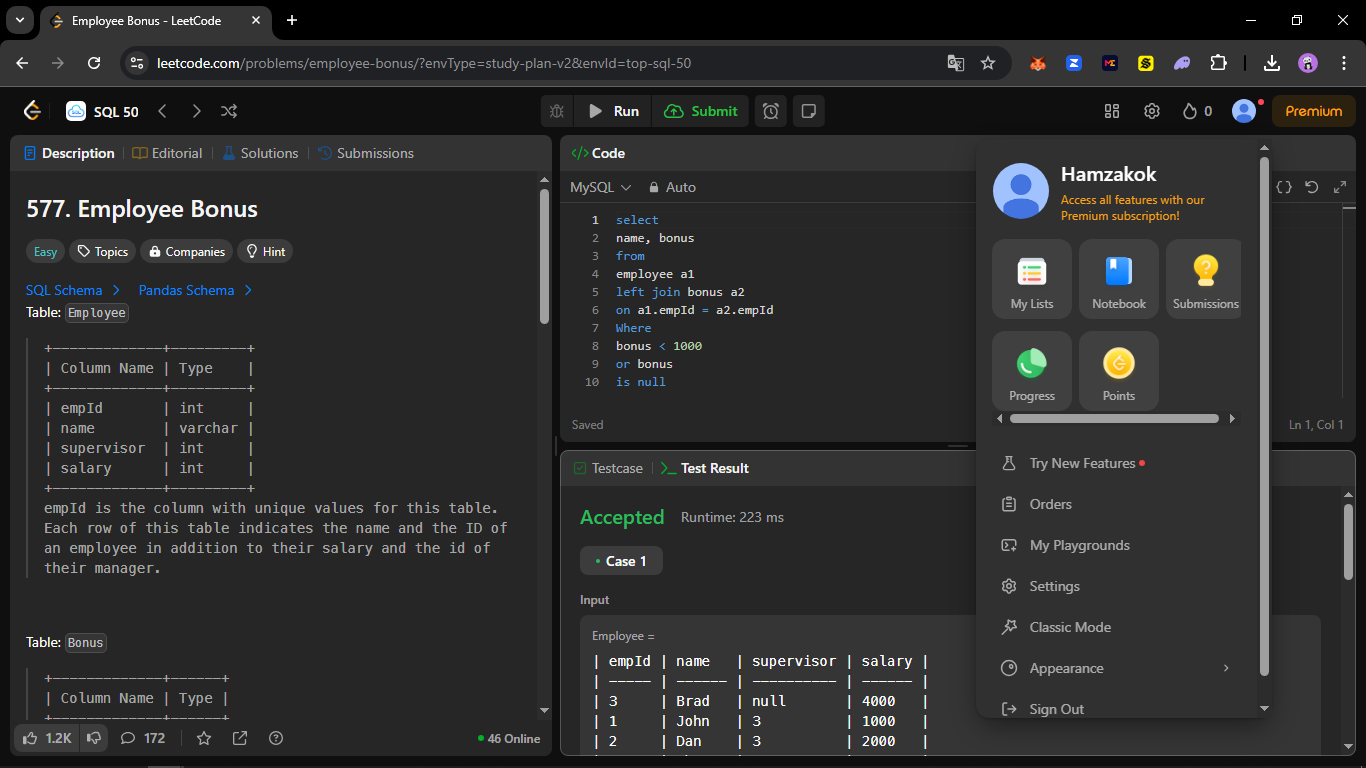 Employee Bonus - LeetCode
leetcode.com/problems/employee-bonus/?envType=study-plan-v2&envId=top-sql-50
SQL 50
Run
Submit
0
Premium
Description
Editorial
Solutions
Submissions
577. Employee Bonus
Easy
Topics
Companies
Hint
SQL Schema
Pandas Schema
Table: Employee
+-------------+---------+
| Column Name | Type    |
+-------------+---------+
| empId       | int     |
| name        | varchar |
| supervisor  | int     |
| salary      | int     |
+-------------+---------+
empId is the column with unique values for this table.
Each row of this table indicates the name and the ID of
an employee in addition to their salary and the id of
their manager.
Table: Bonus
+-------------+------+
| Column Name | Type |
+-------------+------+
1.2K
172
46 Online
</> Code
MySQL
Auto
{}
1 select
2 name, bonus
3 from
4 employee a1
5 left join bonus a2
6 on a1.empId = a2.empId
7 Where
8 bonus < 1000
9 or bonus
10 is null
Saved
Ln 1, Col 1
Testcase
>_ Test Result
Accepted
Runtime: 223 ms
Case 1
Input
Employee =
| empId | name   | supervisor | salary |
| ----- | ------ | ---------- | ------ |
| 3     | Brad   | null       | 4000   |
| 1     | John   | 3          | 1000   |
| 2     | Dan    | 3          | 2000   |
Hamzakok
Access all features with our
Premium subscription!
My Lists
Notebook
Submissions
Progress
Points
Try New Features
Orders
My Playgrounds
Settings
Classic Mode
Appearance
Sign Out